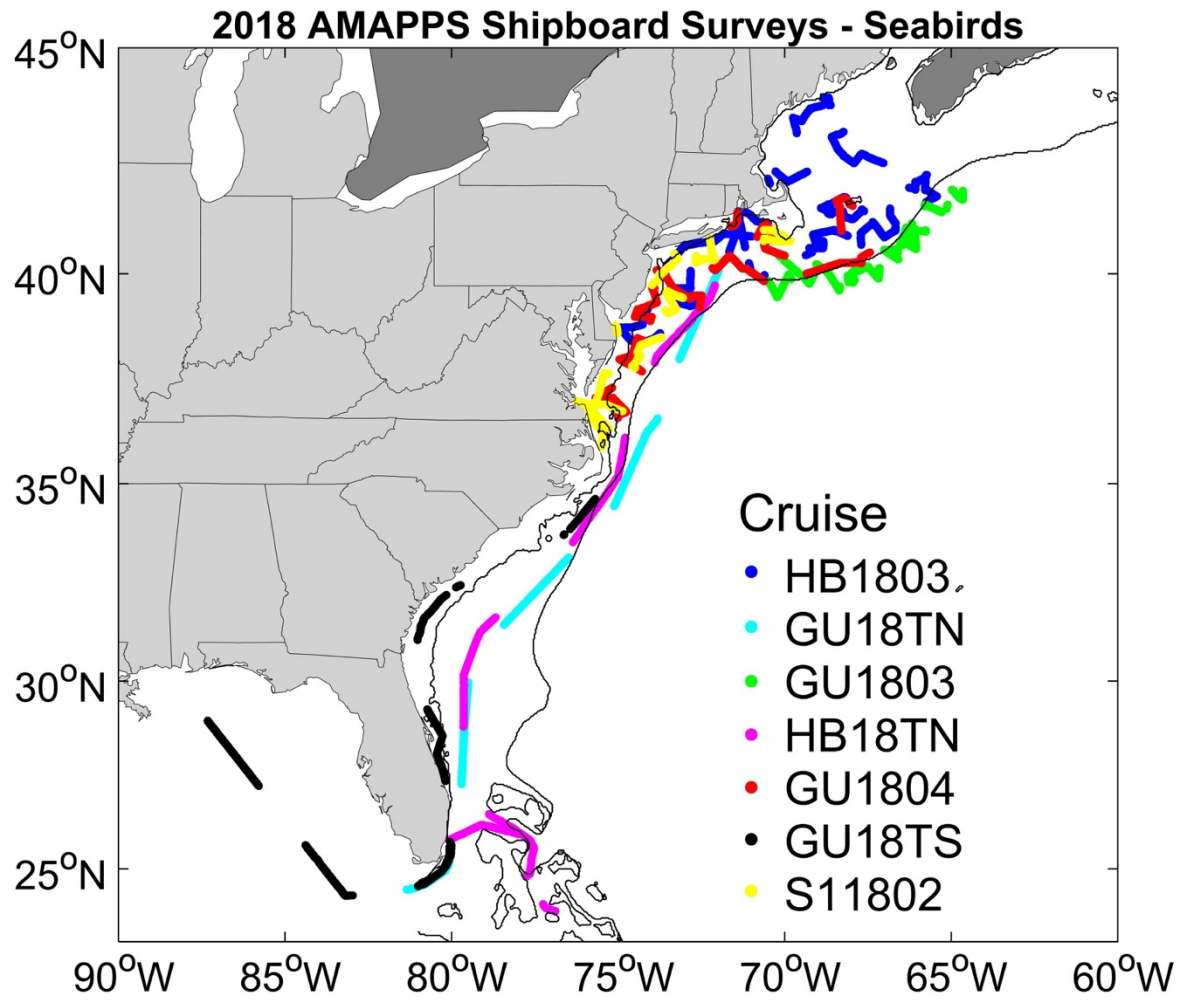 2018 AMAPPS Shipboard Surveys - Seabirds
45°N
40°N
35°N
30°N
25°N
Cruise
HB1803
GU18TN
GU1803
HB18TN
GU1804
GU18TS
S11802
90°W 85°W 80°W 75°W 70°W 65°W 60°W